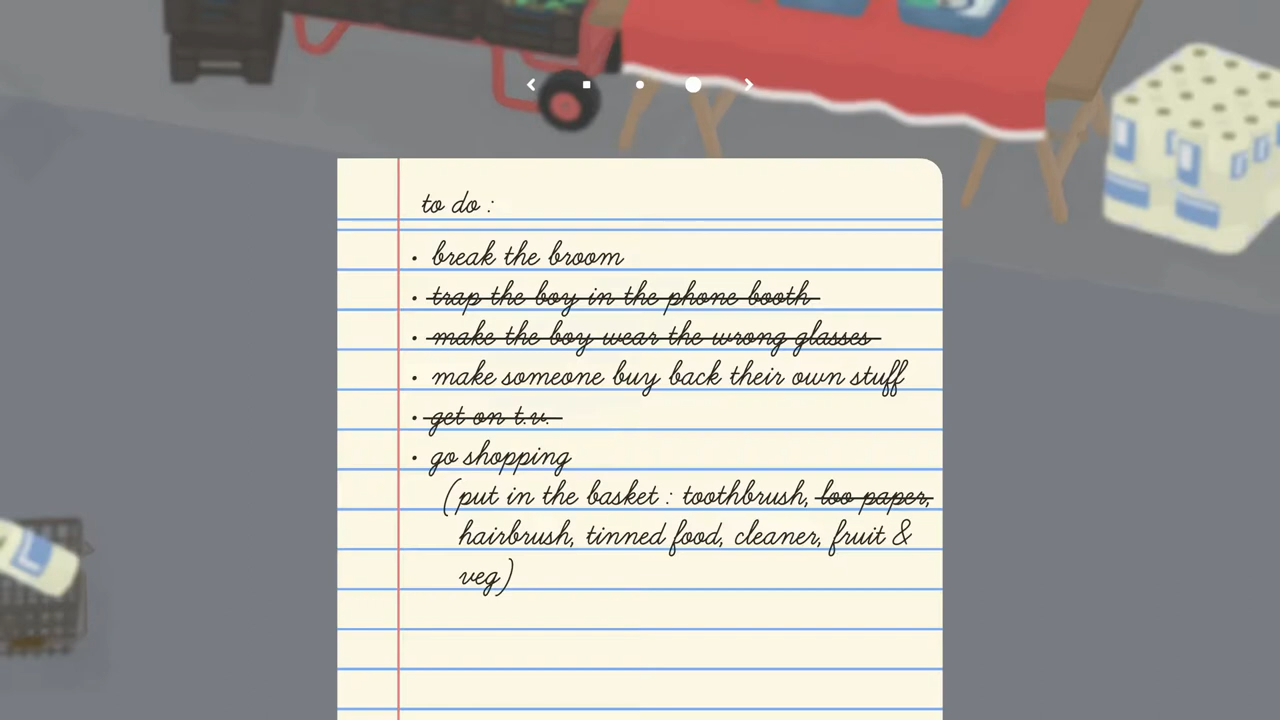 to do :
• break the broom
• trap the boy in the phone booth
• make the boy wear the wrong glasses
• make someone buy back their own stuff
• get on t.v.
• go shopping
(put in the basket : toothbrush, loo paper,
hairbrush, tinned food, cleaner, fruit &
veg)